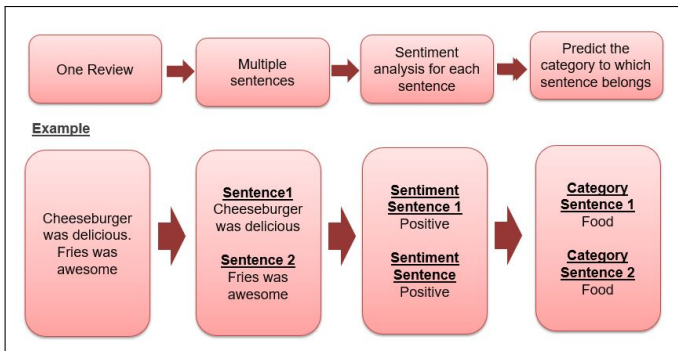 One Review
Multiple
sentences
Sentiment
analysis for each
sentence
Predict the
category to which
sentence belongs
Example
Cheeseburger
was delicious.
Fries was
awesome
Sentence1
Cheeseburger
was delicious
Sentence 2
Fries was
awesome
Sentiment
Sentence 1
Positive
Sentiment
Sentence
Positive
Category
Sentence 1
Food
Category
Sentence 2
Food